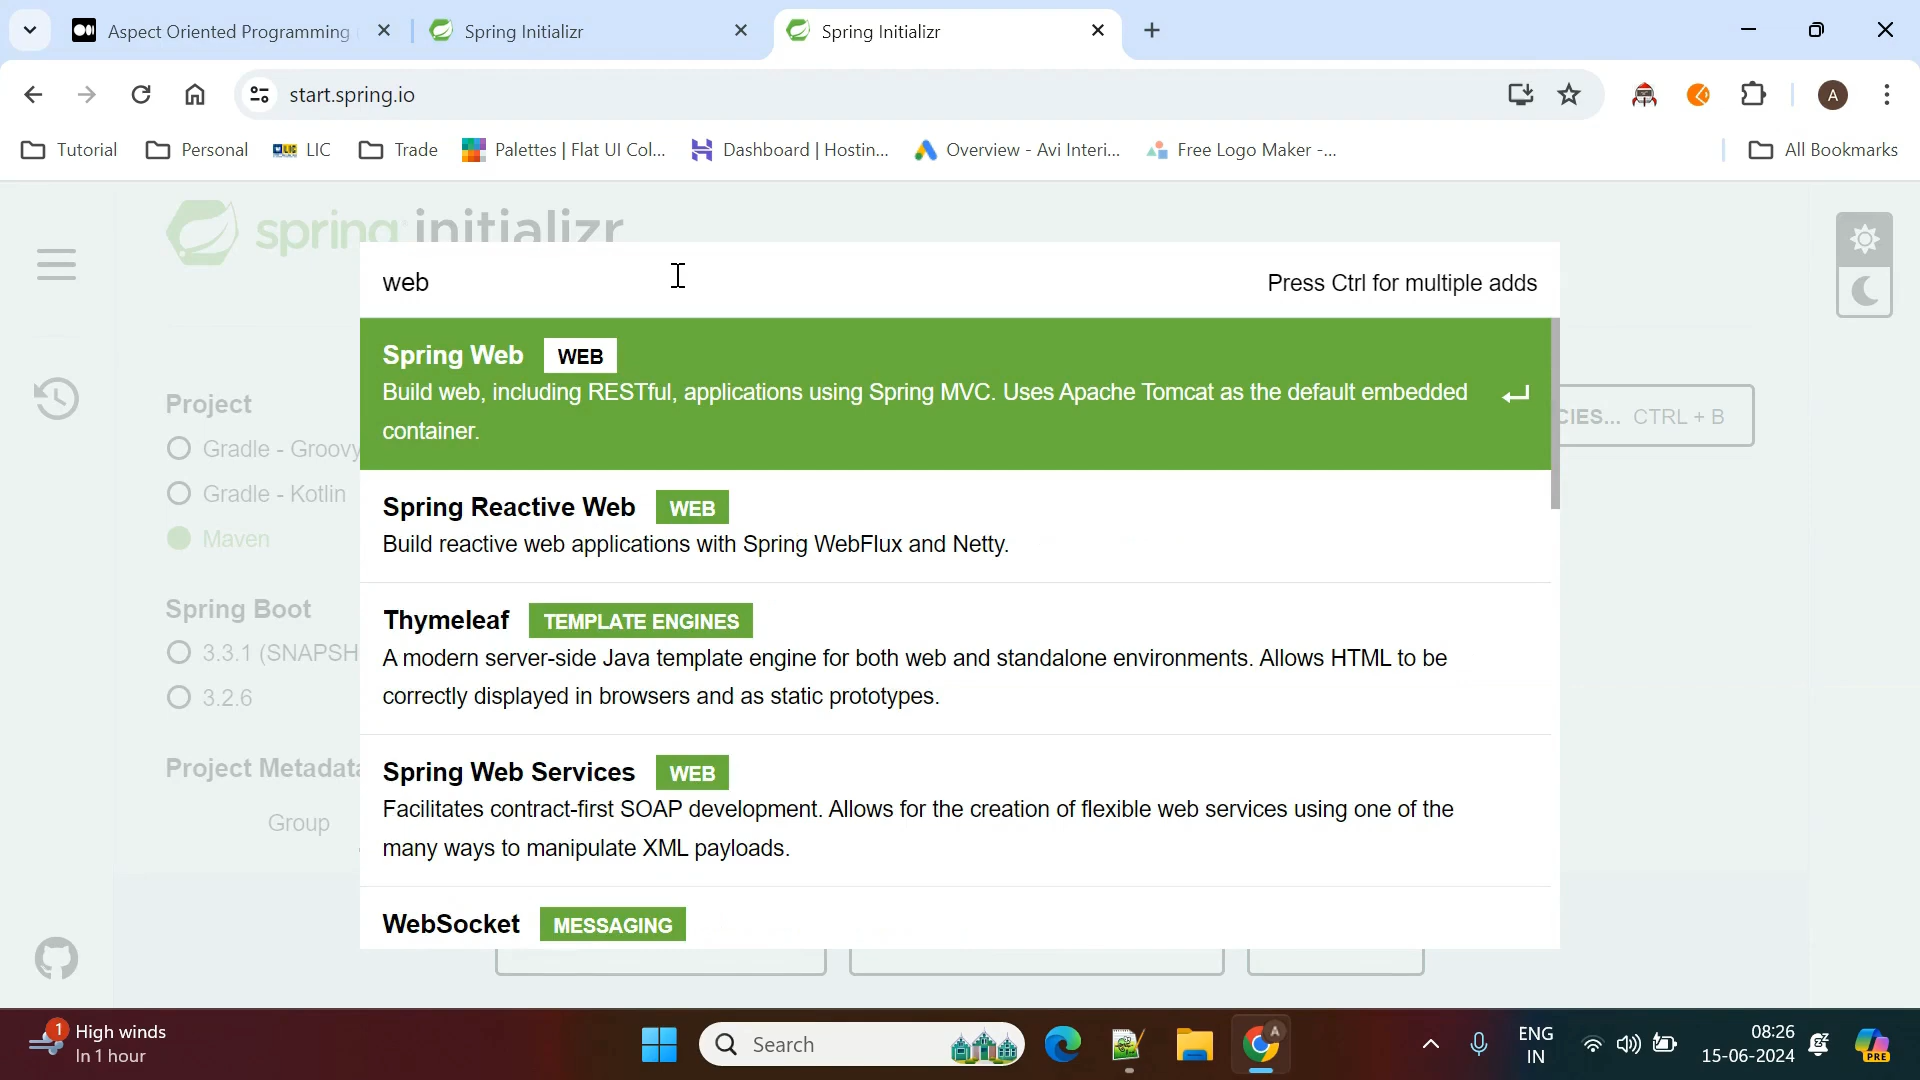 Aspect Oriented Programming
Spring Initializr
Spring Initializr
start.spring.io
A
Tutorial
Personal
LIC
Trade
Palettes | Flat UI Col...
Dashboard | Hostin...
Overview - Avi Interi...
Free Logo Maker -...
All Bookmarks
spring initializr
web
Press Ctrl for multiple adds
Spring Web WEB
Build web, including RESTful, applications using Spring MVC. Uses Apache Tomcat as the default embedded
container.
Spring Reactive Web WEB
Build reactive web applications with Spring WebFlux and Netty.
Thymeleaf TEMPLATE ENGINES
A modern server-side Java template engine for both web and standalone environments. Allows HTML to be
correctly displayed in browsers and as static prototypes.
Spring Web Services WEB
Facilitates contract-first SOAP development. Allows for the creation of flexible web services using one of the
many ways to manipulate XML payloads.
WebSocket MESSAGING
Project
Gradle - Groovy
Gradle - Kotlin
Maven
Spring Boot
3.3.1 (SNAPSH
3.2.6
Project Metadata
Group
CIES... CTRL + B
1
High winds
In 1 hour
Search
A
ENG
IN
08:26
15-06-2024
PRE